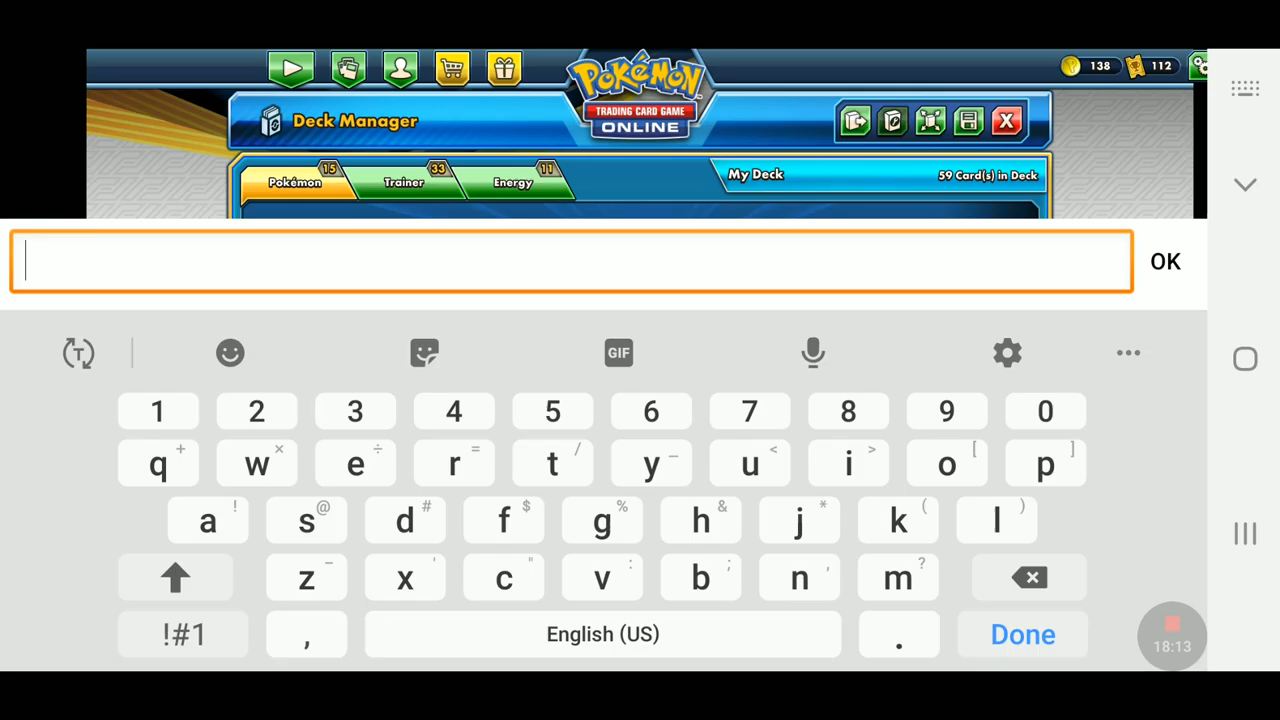 POKéMON
TRADING CARD GAME
ONLINE
138 112
Deck Manager
Pokémon 15 Trainer 33 Energy 11 My Deck 59 Card(s) in Deck
OK
T GIF
1 2 3 4 5 6 7 8 9 0
q + w × e ÷ r = t / y _ u < i > o [ p ]
a ! s @ d # f $ g % h & j * k ( l )
z - x ' c " v : b ; n , m ?
!#1 , English (US) . Done
18:13